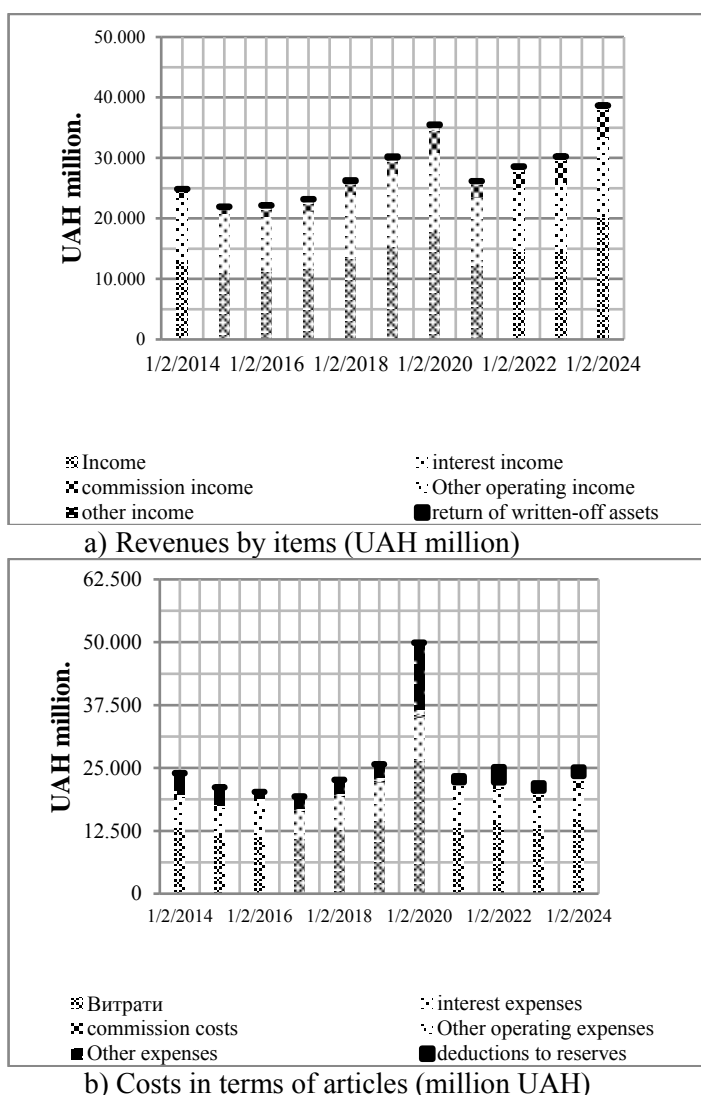 50.000
40.000
30.000
20.000
10.000
0
UAH million.
1/2/2014 1/2/2016 1/2/2018 1/2/2020 1/2/2022 1/2/2024
Income interest income
commission income Other operating income
other income return of written-off assets
a) Revenues by items (UAH million)
62.500
50.000
37.500
25.000
12.500
0
UAH million.
1/2/2014 1/2/2016 1/2/2018 1/2/2020 1/2/2022 1/2/2024
Витрати interest expenses
commission costs Other operating expenses
Other expenses deductions to reserves
b) Costs in terms of articles (million UAH)